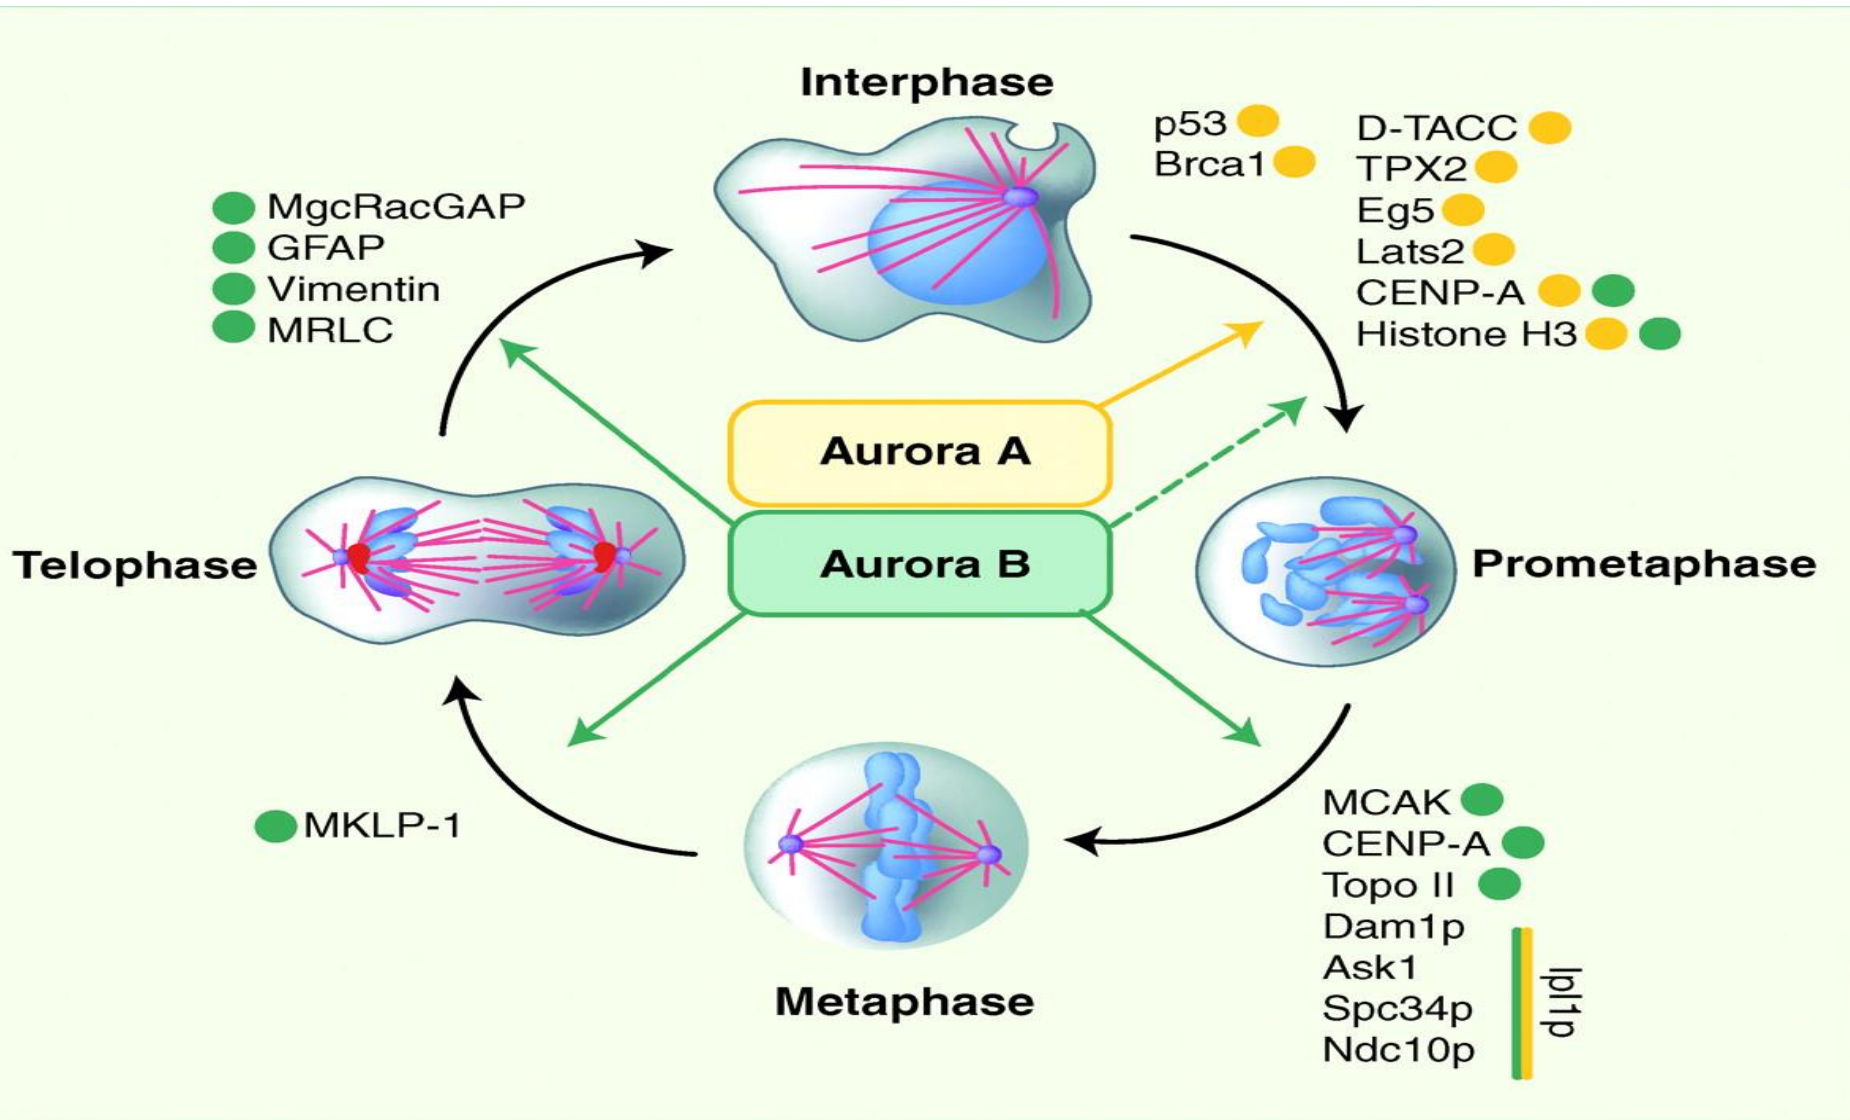 Interphase
p53
Brca1
D-TACC
TPX2
Eg5
Lats2
CENP-A
Histone H3
MgcRacGAP
GFAP
Vimentin
MRLC
Aurora A
Aurora B
Telophase
Prometaphase
MKLP-1
Metaphase
MCAK
CENP-A
Topo II
Dam1p
Ask1
Spc34p
Ndc10p
Ipl1p